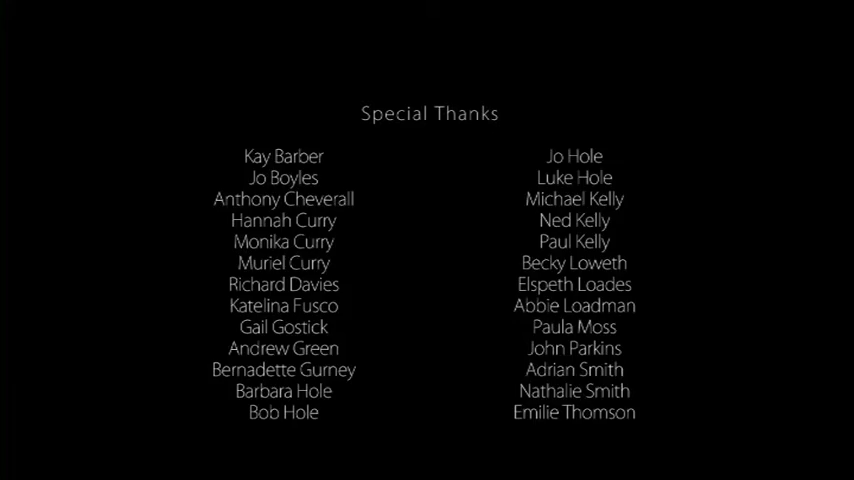 Special Thanks
Kay Barber
Jo Boyles
Anthony Cheverall
Hannah Curry
Monika Curry
Muriel Curry
Richard Davies
Katelina Fusco
Gail Gostick
Andrew Green
Bernadette Gurney
Barbara Hole
Bob Hole
Jo Hole
Luke Hole
Michael Kelly
Ned Kelly
Paul Kelly
Becky Loweth
Elspeth Loades
Abbie Loadman
Paula Moss
John Parkins
Adrian Smith
Nathalie Smith
Emilie Thomson